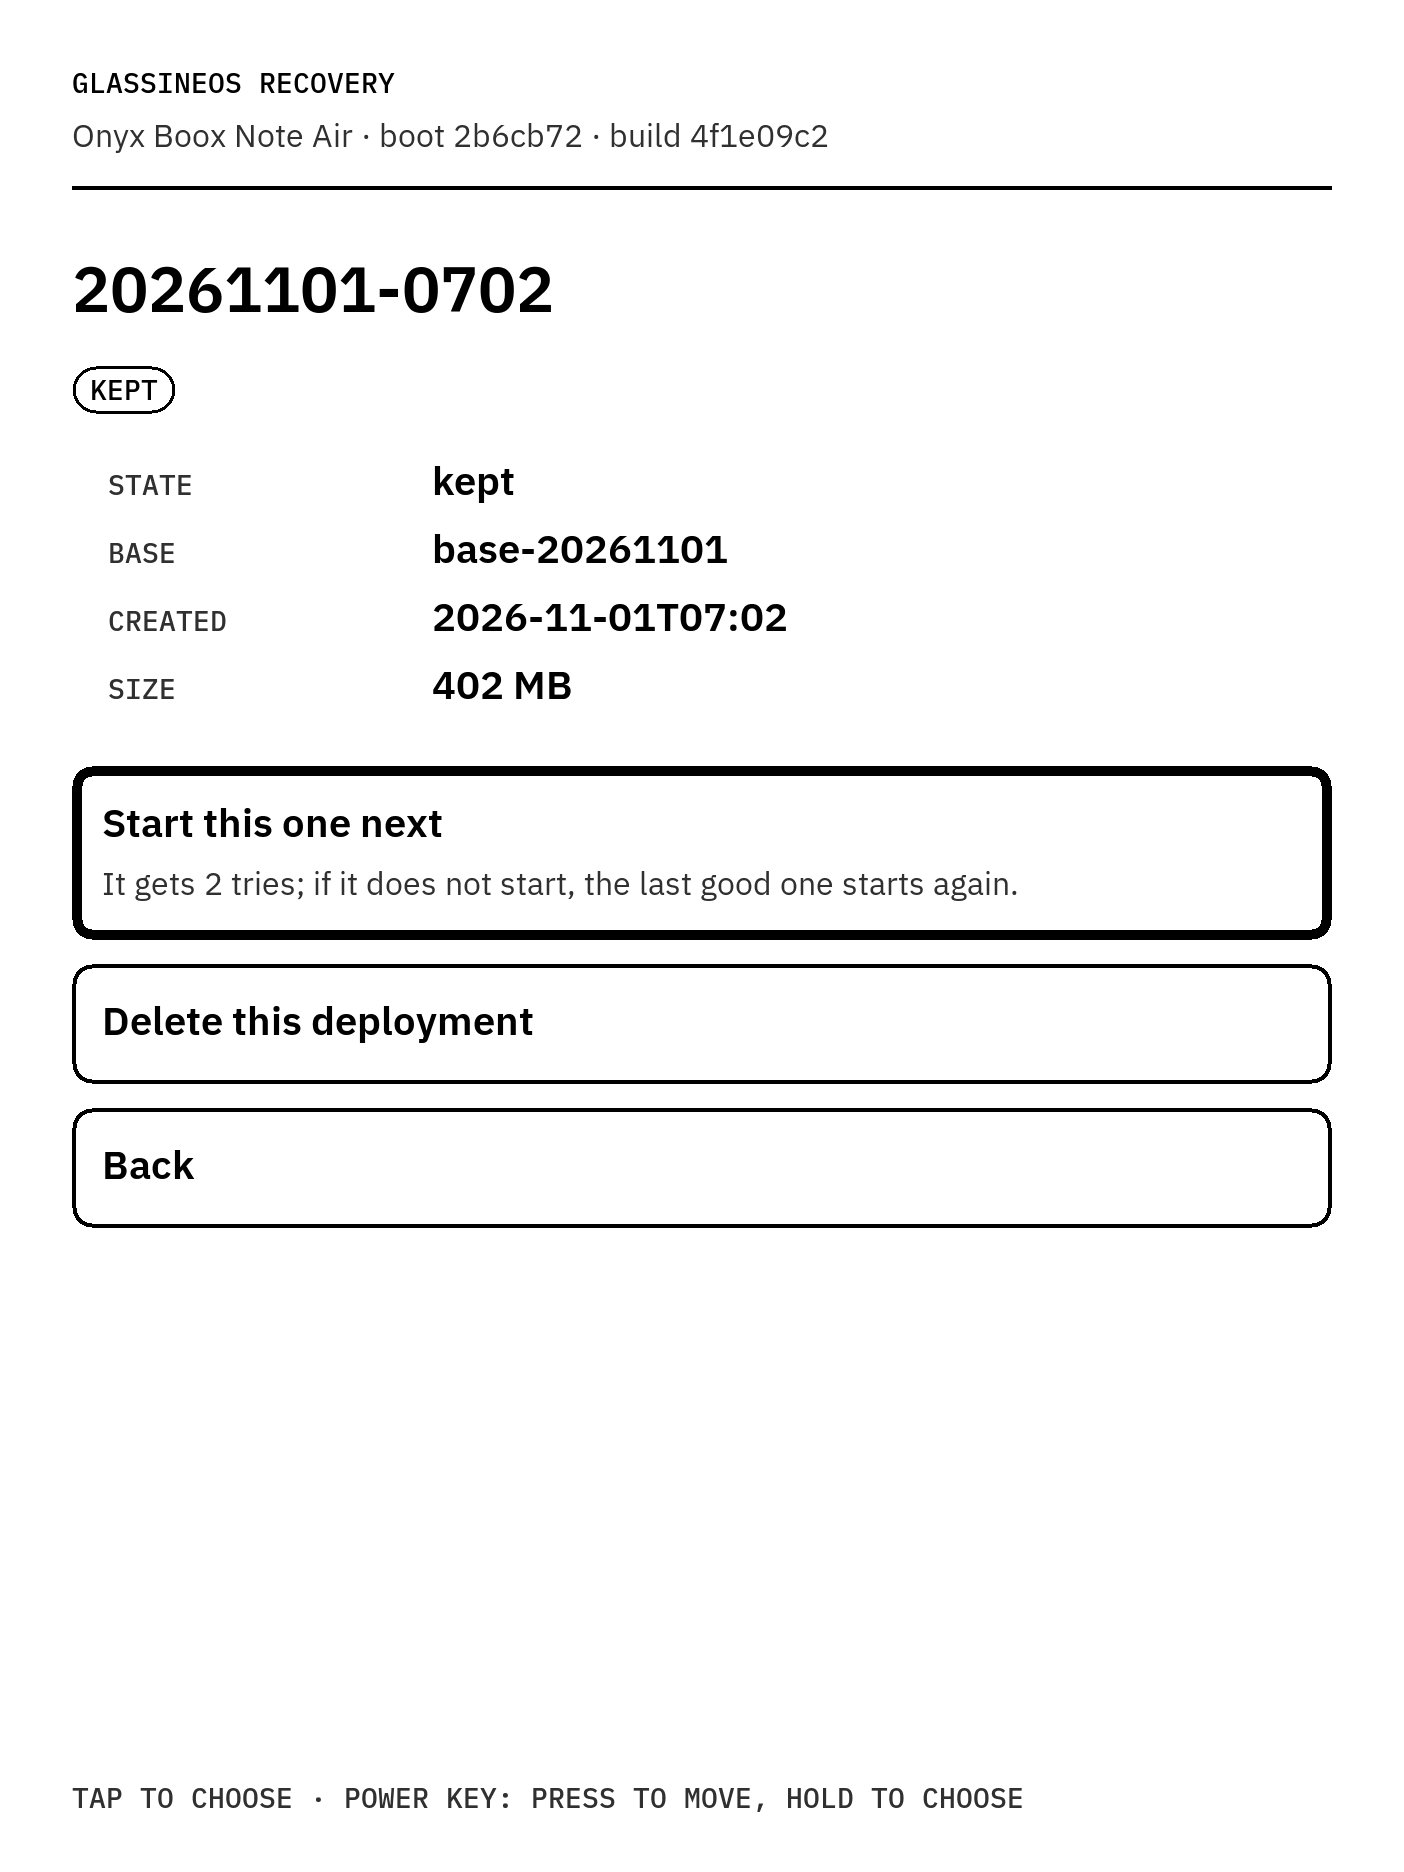 GLASSINEOS RECOVERY
Onyx Boox Note Air · boot 2b6cb72 · build 4f1e09c2
20261101-0702
KEPT
STATE kept
BASE base-20261101
CREATED 2026-11-01T07:02
SIZE 402 MB
Start this one next
It gets 2 tries; if it does not start, the last good one starts again.
Delete this deployment
Back
TAP TO CHOOSE · POWER KEY: PRESS TO MOVE, HOLD TO CHOOSE